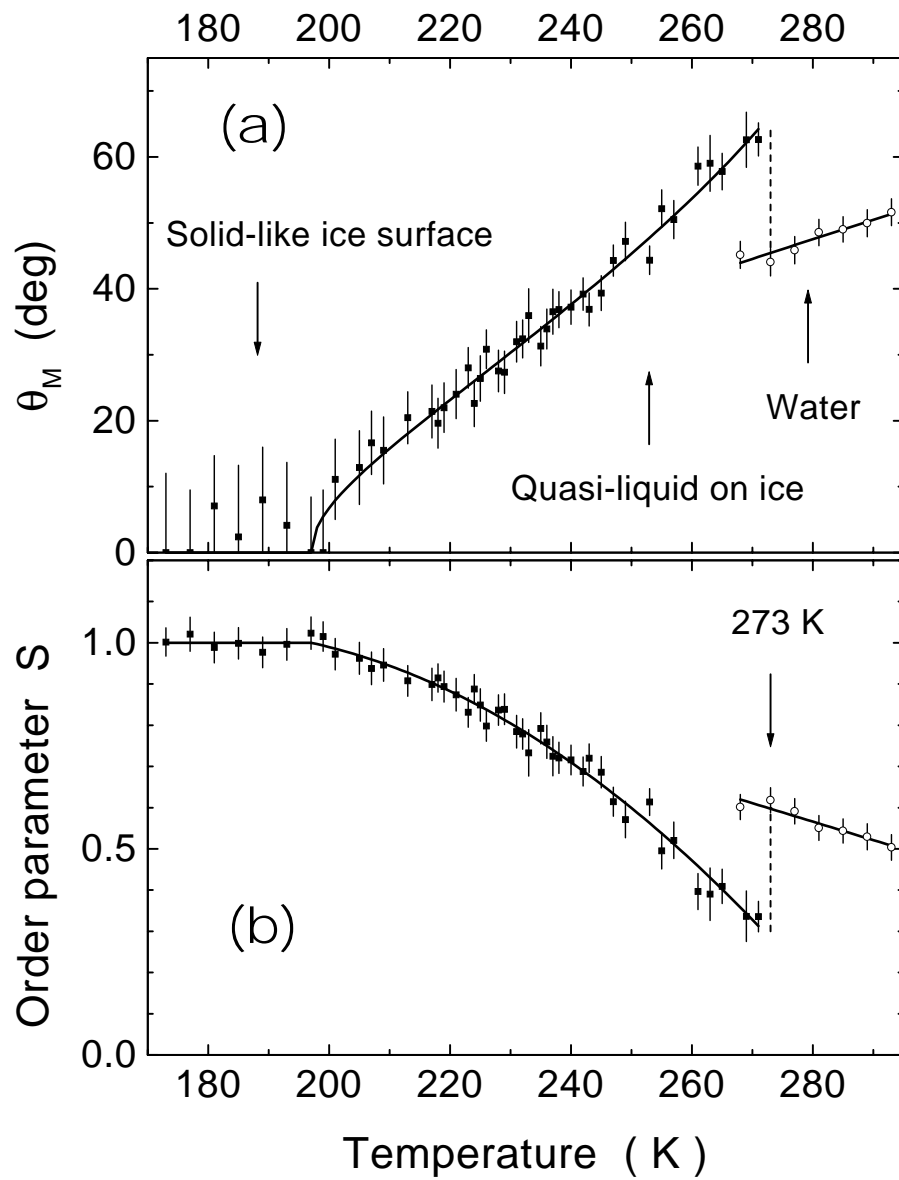 180 200 220 240 260 280
(a)
60
40
20
0
θM (deg)
Solid-like ice surface
Water
Quasi-liquid on ice
273 K
1.0
0.5
0.0
Order parameter S
(b)
180 200 220 240 260 280
Temperature ( K )